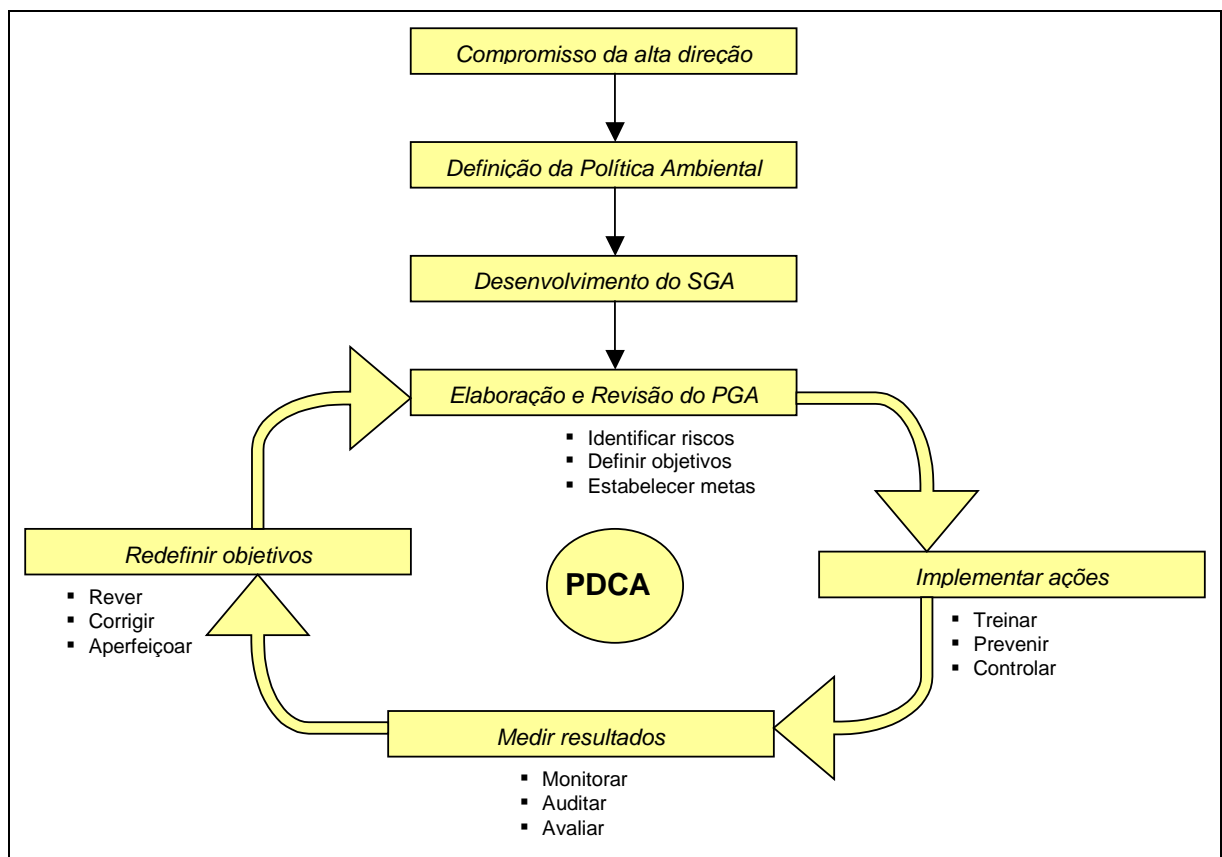 Compromisso da alta direção
Definição da Política Ambiental
Desenvolvimento do SGA
Elaboração e Revisão do PGA
▪ Identificar riscos
▪ Definir objetivos
▪ Estabelecer metas
Redefinir objetivos
▪ Rever
▪ Corrigir
▪ Aperfeiçoar
PDCA
Implementar ações
▪ Treinar
▪ Prevenir
▪ Controlar
Medir resultados
▪ Monitorar
▪ Auditar
▪ Avaliar